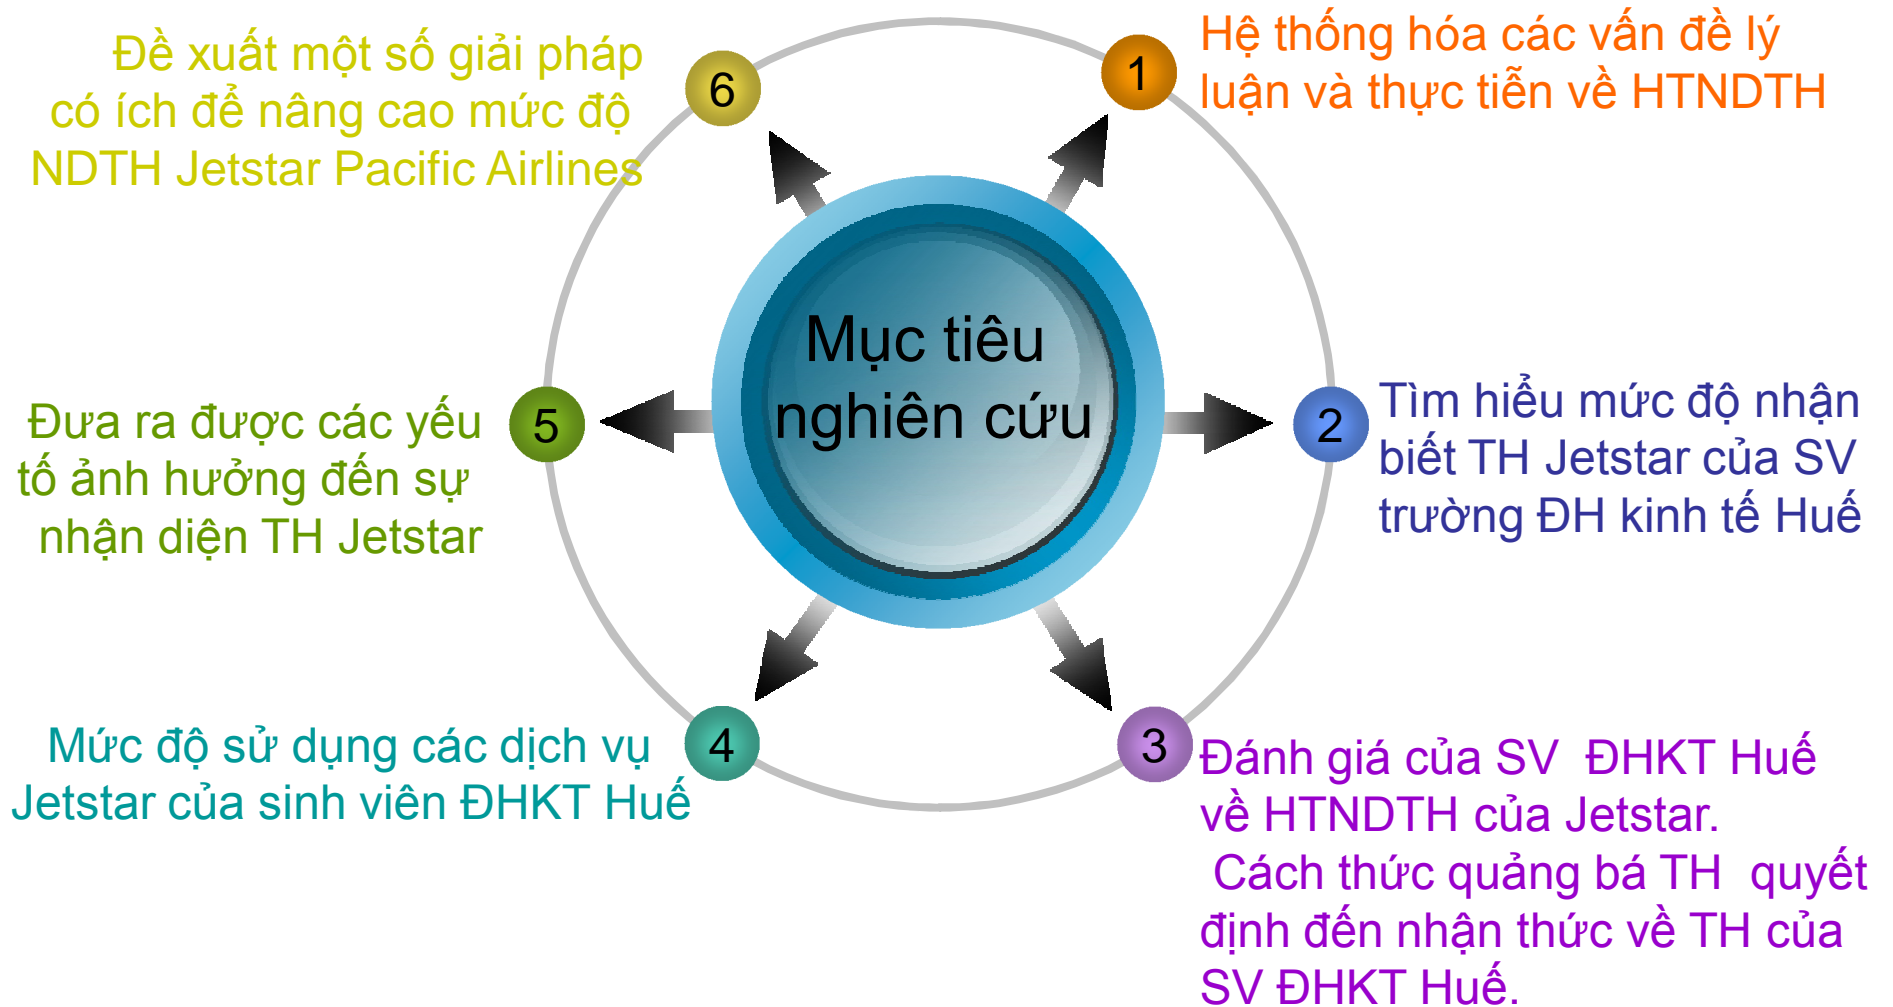 Mục tiêu
nghiên cứu
1
Hệ thống hóa các vấn đề lý
luận và thực tiễn về HTNDTH
2
Tìm hiểu mức độ nhận
biết TH Jetstar của SV
trường ĐH kinh tế Huế
3
Đánh giá của SV ĐHKT Huế
về HTNDTH của Jetstar.
Cách thức quảng bá TH quyết
định đến nhận thức về TH của
SV ĐHKT Huế.
4
Mức độ sử dụng các dịch vụ
Jetstar của sinh viên ĐHKT Huế
5
Đưa ra được các yếu
tố ảnh hưởng đến sự
nhận diện TH Jetstar
6
Đề xuất một số giải pháp
có ích để nâng cao mức độ
NDTH Jetstar Pacific Airlines